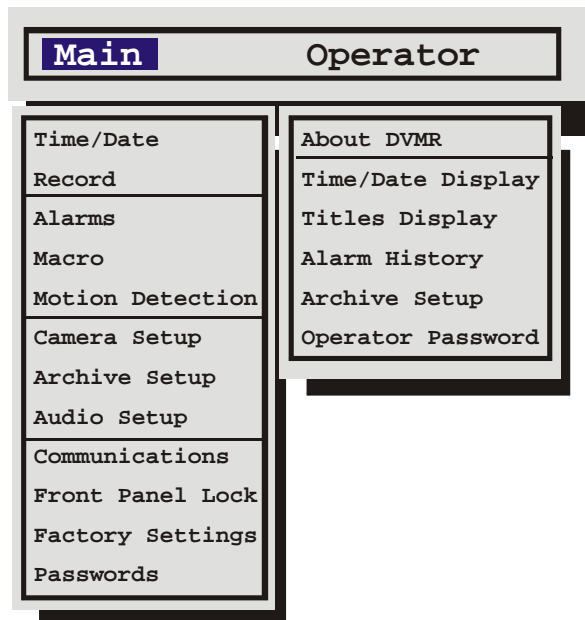 Main Operator
Time/Date
Record
Alarms
Macro
Motion Detection
Camera Setup
Archive Setup
Audio Setup
Communications
Front Panel Lock
Factory Settings
Passwords
About DVMR
Time/Date Display
Titles Display
Alarm History
Archive Setup
Operator Password